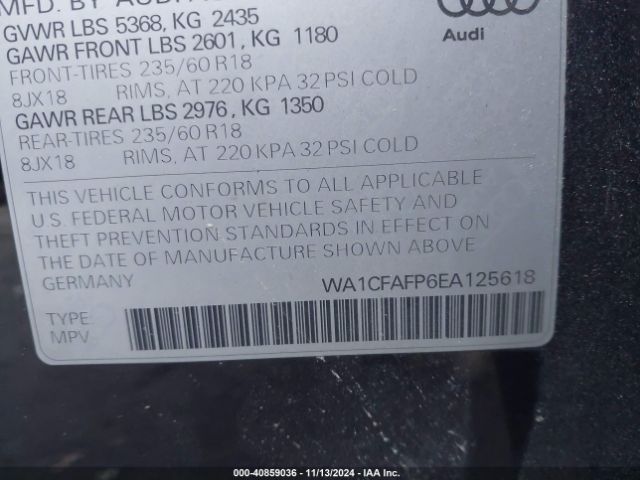 MFD. BY AUDI
Audi
GVWR LBS 5368, KG 2435
GAWR FRONT LBS 2601, KG 1180
FRONT-TIRES 235/60 R18
8JX18 RIMS, AT 220 KPA 32 PSI COLD
GAWR REAR LBS 2976, KG 1350
REAR-TIRES 235/60 R18
8JX18 RIMS, AT 220 KPA 32 PSI COLD
THIS VEHICLE CONFORMS TO ALL APPLICABLE
U.S. FEDERAL MOTOR VEHICLE SAFETY AND
THEFT PREVENTION STANDARDS IN EFFECT ON
THE DATE OF MANUFACTURE SHOWN ABOVE.
GERMANY WA1CFAFP6EA125618
TYPE:
MPV
000-40859036 - 11/13/2024 - IAA Inc.